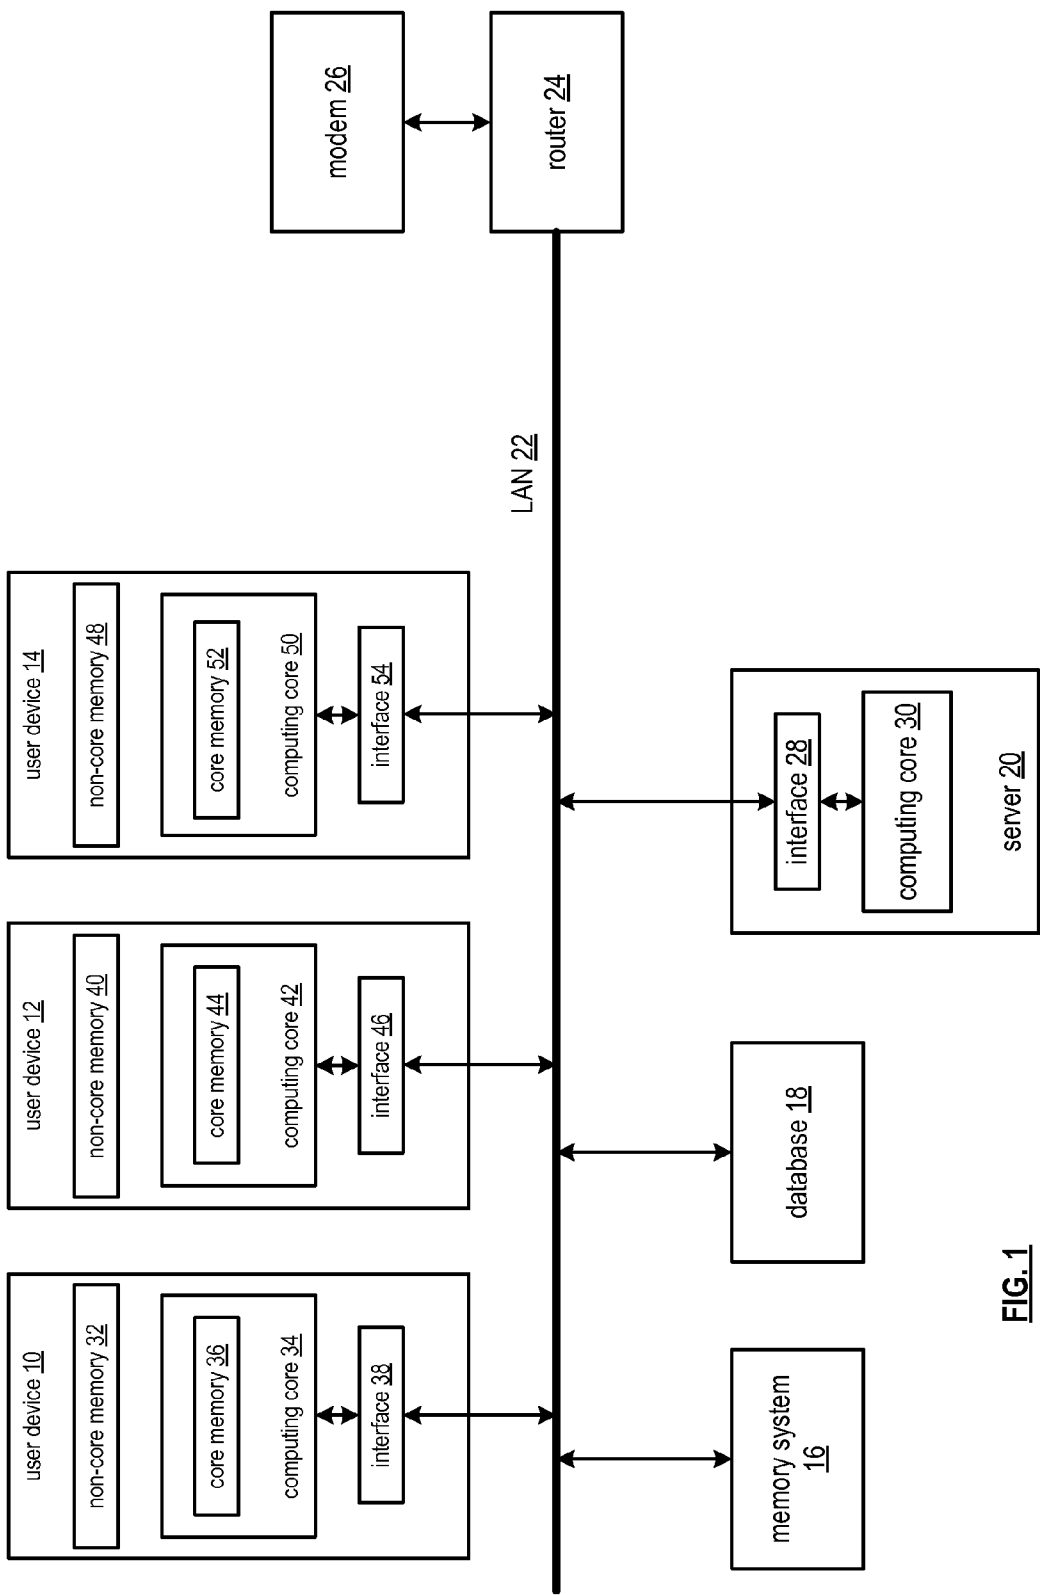 user device 10
non-core memory 32
core memory 36
computing core 34
interface 38
user device 12
non-core memory 40
core memory 44
computing core 42
interface 46
user device 14
non-core memory 48
core memory 52
computing core 50
interface 54
modem 26
router 24
LAN 22
memory system
16
database 18
interface 28
computing core 30
server 20
FIG. 1